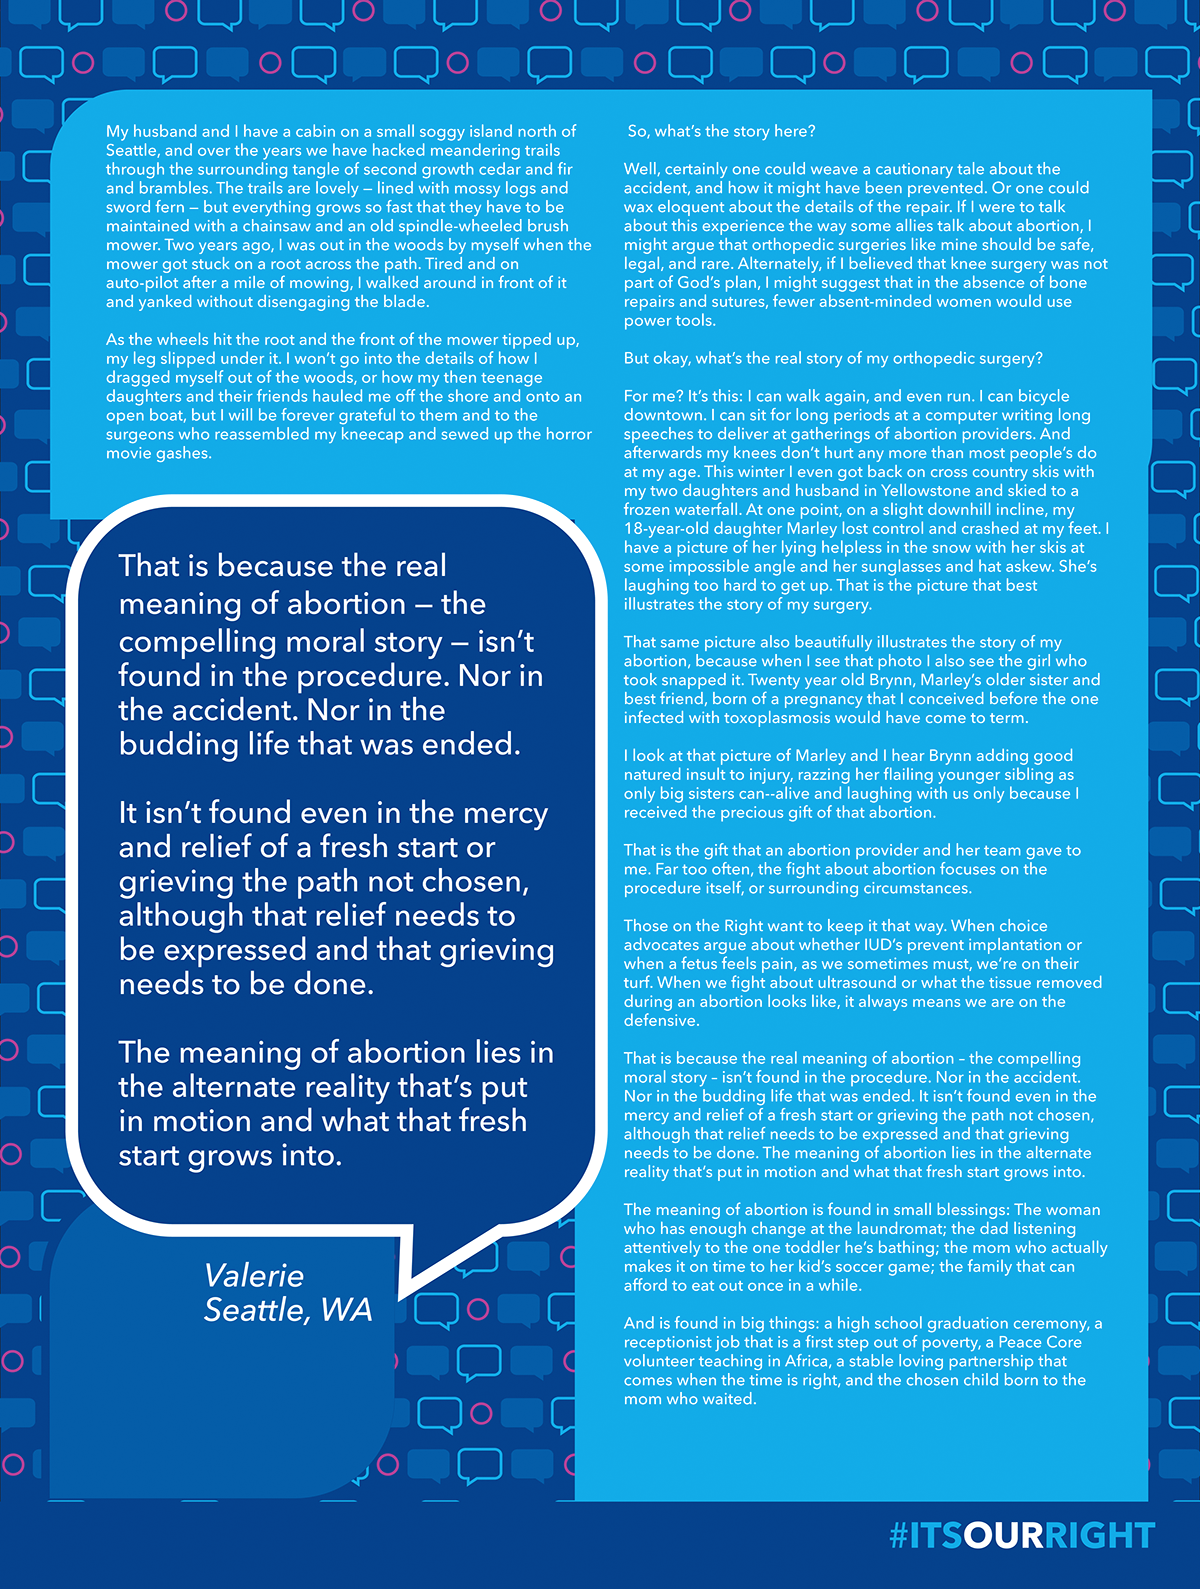 My husband and I have a cabin on a small soggy island north of
Seattle, and over the years we have hacked meandering trails
through the surrounding tangle of second growth cedar and fir
and brambles. The trails are lovely – lined with mossy logs and
sword fern – but everything grows so fast that they have to be
maintained with a chainsaw and an old spindle-wheeled brush
mower. Two years ago, I was out in the woods by myself when the
mower got stuck on a root across the path. Tired and on
auto-pilot after a mile of mowing, I walked around in front of it
and yanked without disengaging the blade.
As the wheels hit the root and the front of the mower tipped up,
my leg slipped under it. I won't go into the details of how I
dragged myself out of the woods, or how my then teenage
daughters and their friends hauled me off the shore and onto an
open boat, but I will be forever grateful to them and to the
surgeons who reassembled my kneecap and sewed up the horror
movie gashes.
That is because the real
meaning of abortion – the
compelling moral story – isn't
found in the procedure. Nor in
the accident. Nor in the
budding life that was ended.
It isn't found even in the mercy
and relief of a fresh start or
grieving the path not chosen,
although that relief needs to
be expressed and that grieving
needs to be done.
The meaning of abortion lies in
the alternate reality that's put
in motion and what that fresh
start grows into.
Valerie
Seattle, WA
So, what's the story here?
Well, certainly one could weave a cautionary tale about the
accident, and how it might have been prevented. Or one could
wax eloquent about the details of the repair. If I were to talk
about this experience the way some allies talk about abortion, I
might argue that orthopedic surgeries like mine should be safe,
legal, and rare. Alternately, if I believed that knee surgery was not
part of God's plan, I might suggest that in the absence of bone
repairs and sutures, fewer absent-minded women would use
power tools.
But okay, what's the real story of my orthopedic surgery?
For me? It's this: I can walk again, and even run. I can bicycle
downtown. I can sit for long periods at a computer writing long
speeches to deliver at gatherings of abortion providers. And
afterwards my knees don't hurt any more than most people's do
at my age. This winter I even got back on cross country skis with
my two daughters and husband in Yellowstone and skied to a
frozen waterfall. At one point, on a slight downhill incline, my
18-year-old daughter Marley lost control and crashed at my feet. I
have a picture of her lying helpless in the snow with her skis at
some impossible angle and her sunglasses and hat askew. She's
laughing too hard to get up. That is the picture that best
illustrates the story of my surgery.
That same picture also beautifully illustrates the story of my
abortion, because when I see that photo I also see the girl who
took snapped it. Twenty year old Brynn, Marley's older sister and
best friend, born of a pregnancy that I conceived before the one
infected with toxoplasmosis would have come to term.
I look at that picture of Marley and I hear Brynn adding good
natured insult to injury, razzing her flailing younger sibling as
only big sisters can--alive and laughing with us only because I
received the precious gift of that abortion.
That is the gift that an abortion provider and her team gave to
me. Far too often, the fight about abortion focuses on the
procedure itself, or surrounding circumstances.
Those on the Right want to keep it that way. When choice
advocates argue about whether IUD's prevent implantation or
when a fetus feels pain, as we sometimes must, we're on their
turf. When we fight about ultrasound or what the tissue removed
during an abortion looks like, it always means we are on the
defensive.
That is because the real meaning of abortion – the compelling
moral story – isn't found in the procedure. Nor in the accident.
Nor in the budding life that was ended. It isn't found even in the
mercy and relief of a fresh start or grieving the path not chosen,
although that relief needs to be expressed and that grieving
needs to be done. The meaning of abortion lies in the alternate
reality that's put in motion and what that fresh start grows into.
The meaning of abortion is found in small blessings: The woman
who has enough change at the laundromat; the dad listening
attentively to the one toddler he's bathing; the mom who actually
makes it on time to her kid's soccer game; the family that can
afford to eat out once in a while.
And is found in big things: a high school graduation ceremony, a
receptionist job that is a first step out of poverty, a Peace Core
volunteer teaching in Africa, a stable loving partnership that
comes when the time is right, and the chosen child born to the
mom who waited.
#ITSOURRIGHT